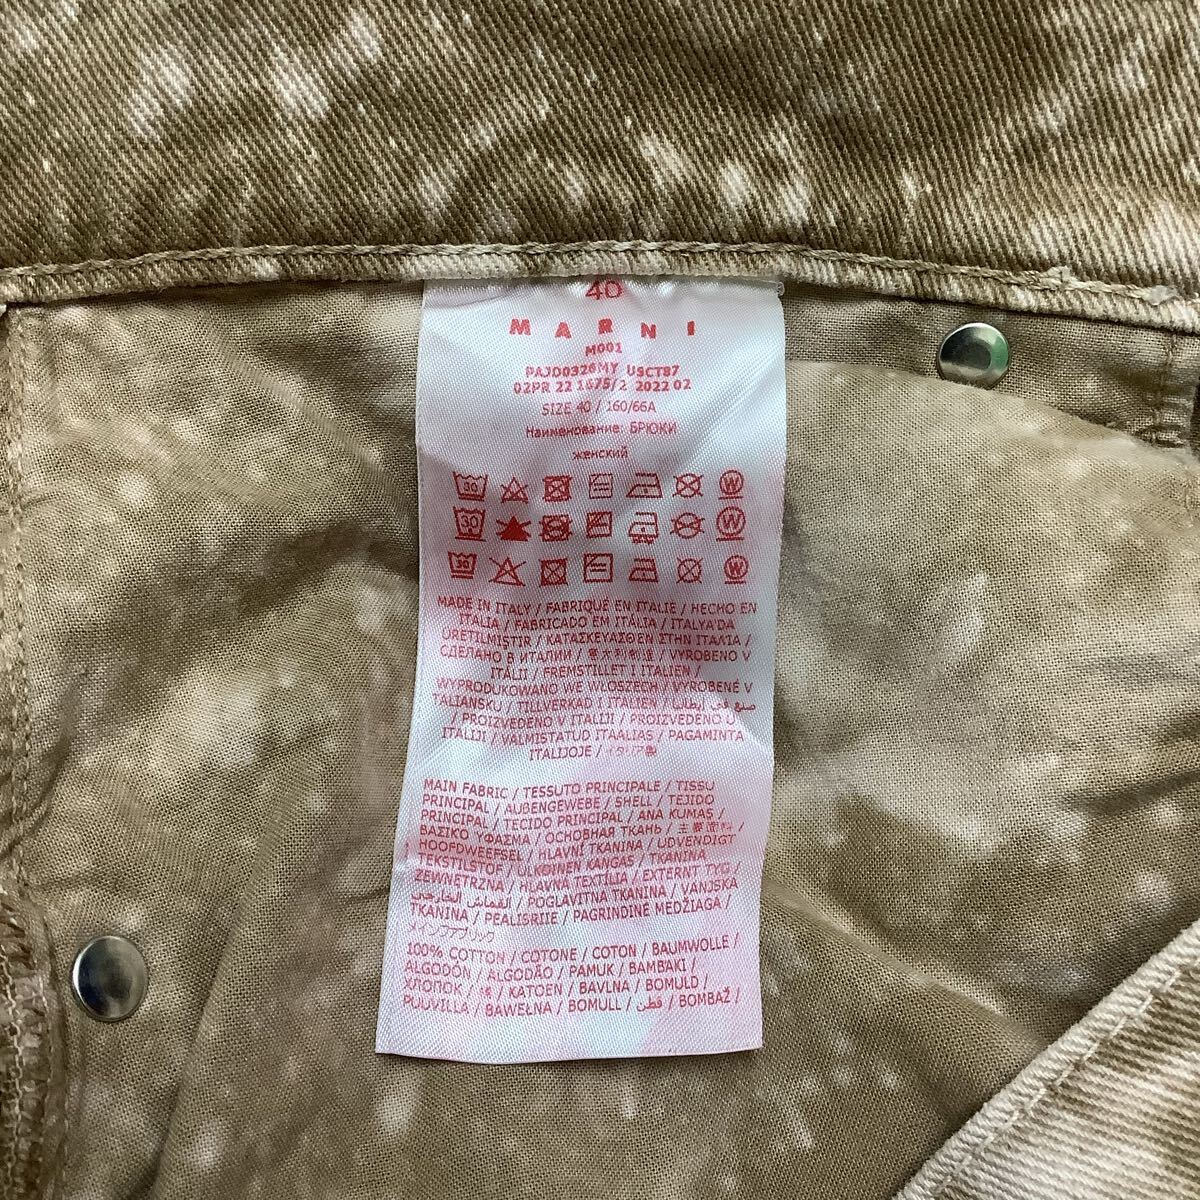 40
MARNI
M001
PAJD0326MY USCT87
02PR 22 1675/2 2022 02
SIZE 40 / 160/66A
Наименование: БРЮКИ
женский
30
30
30
MADE IN ITALY / FABRIQUÉ EN ITALIE / HECHO EN
ITALIA / FABRICADO EM ITÁLIA / ITALYA'DA
ÜRETILMIŞTIR / ΚΑΤΑΣΚΕΥΑΣΘΕΝ ΣΤΗΝ ΙΤΑΛΙΑ /
СДЕЛАНО В ИТАЛИИ / 意大利制造 / VYROBENO V
ITÁLII / FREMSTILLET I ITALIEN /
WYPRODUKOWANO WE WŁOSZECH / VYROBENÉ V
TALIANSKU / TILLVERKAD I ITALIEN / صنع في إيطاليا
/ PROIZVEDENO V ITALIJI / PROIZVEDENO U
ITALIJI / VALMISTATUD ITAALIAS / PAGAMINTA
ITALIJOJE / イタリア製
MAIN FABRIC / TESSUTO PRINCIPALE / TISSU
PRINCIPAL / AUßENGEWEBE / SHELL / TEJIDO
PRINCIPAL / TECIDO PRINCIPAL / ANA KUMAŞ /
ΒΑΣΙΚΟ ΥΦΑΣΜΑ / ОСНОВНАЯ ТКАНЬ / 主要面料 /
HOOFDWEEFSEL / HLAVNÍ TKANINA / UDVENDIGT
TEKSTILSTOF / ULKOINEN KANGAS / TKANINA
ZEWNĘTRZNA / HLAVNA TEXTÍLIA / EXTERNT TYG /
القماش الخارجي / POGLAVITNA TKANINA / VANJSKA
TKANINA / PEALISRIIE / PAGRINDINĖ MEDŽIAGA /
メインファブリック
100% COTTON / COTONE / COTON / BAUMWOLLE /
ALGODÓN / ALGODÃO / PAMUK / BAMBAKI /
ХЛОПОК / 棉 / KATOEN / BAVLNA / BOMULD /
PUUVILLA / BAWEŁNA / BOMULL / قطن / BOMBAŽ /